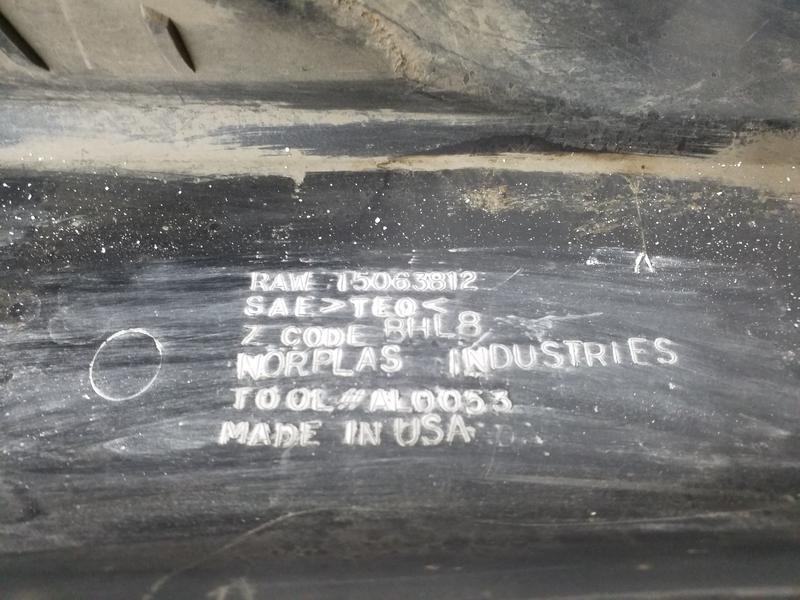 RAW 15063812
SAE>TEO<
Z CODE 8HL8
NORPLAS INDUSTRIES
TOOL#AL0053
MADE IN USA